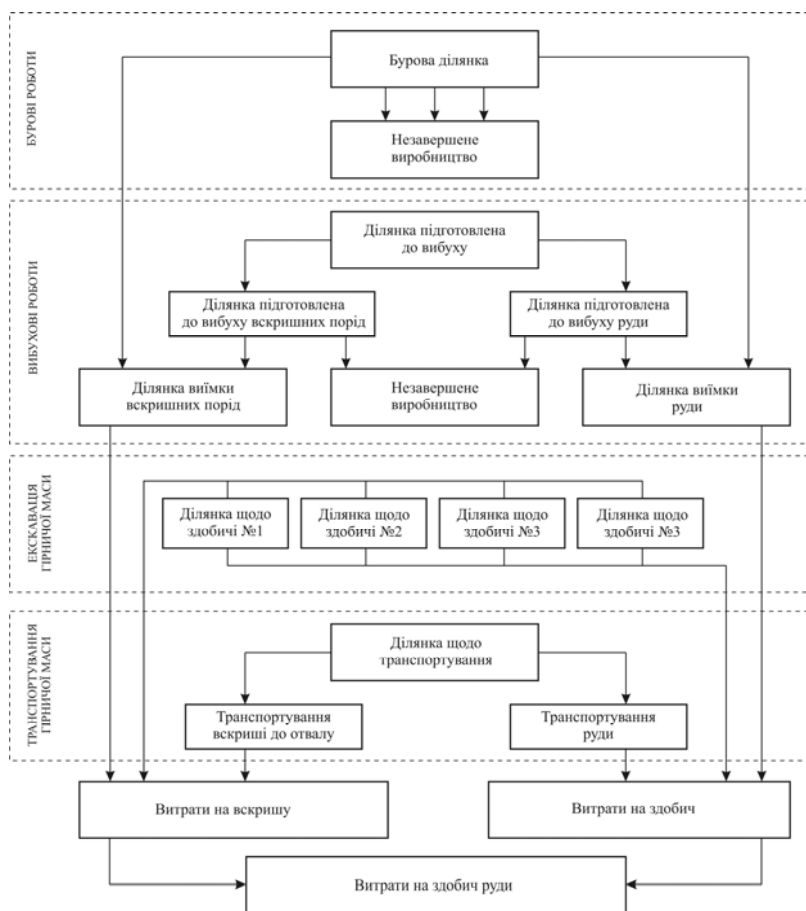 БУРОВІ РОБОТИ
Бурова ділянка
Незавершене
виробництво
ВИБУХОВІ РОБОТИ
Ділянка підготовлена
до вибуху
Ділянка підготовлена
до вибуху вскришних порід
Ділянка підготовлена
до вибуху руди
Ділянка виїмки
вскришних порід
Незавершене
виробництво
Ділянка виїмки
руди
ЕКСКАВАЦІЯ
ГІРНИЧОЇ МАСИ
Ділянка щодо
здобичі №1
Ділянка щодо
здобичі №2
Ділянка щодо
здобичі №3
Ділянка щодо
здобичі №3
ТРАНСПОРТУВАННЯ
ГІРНИЧОЇ МАСИ
Ділянка щодо
транспортування
Транспортування
вскриші до отвалу
Транспортування
руди
Витрати на вскришу
Витрати на здобич
Витрати на здобич руди